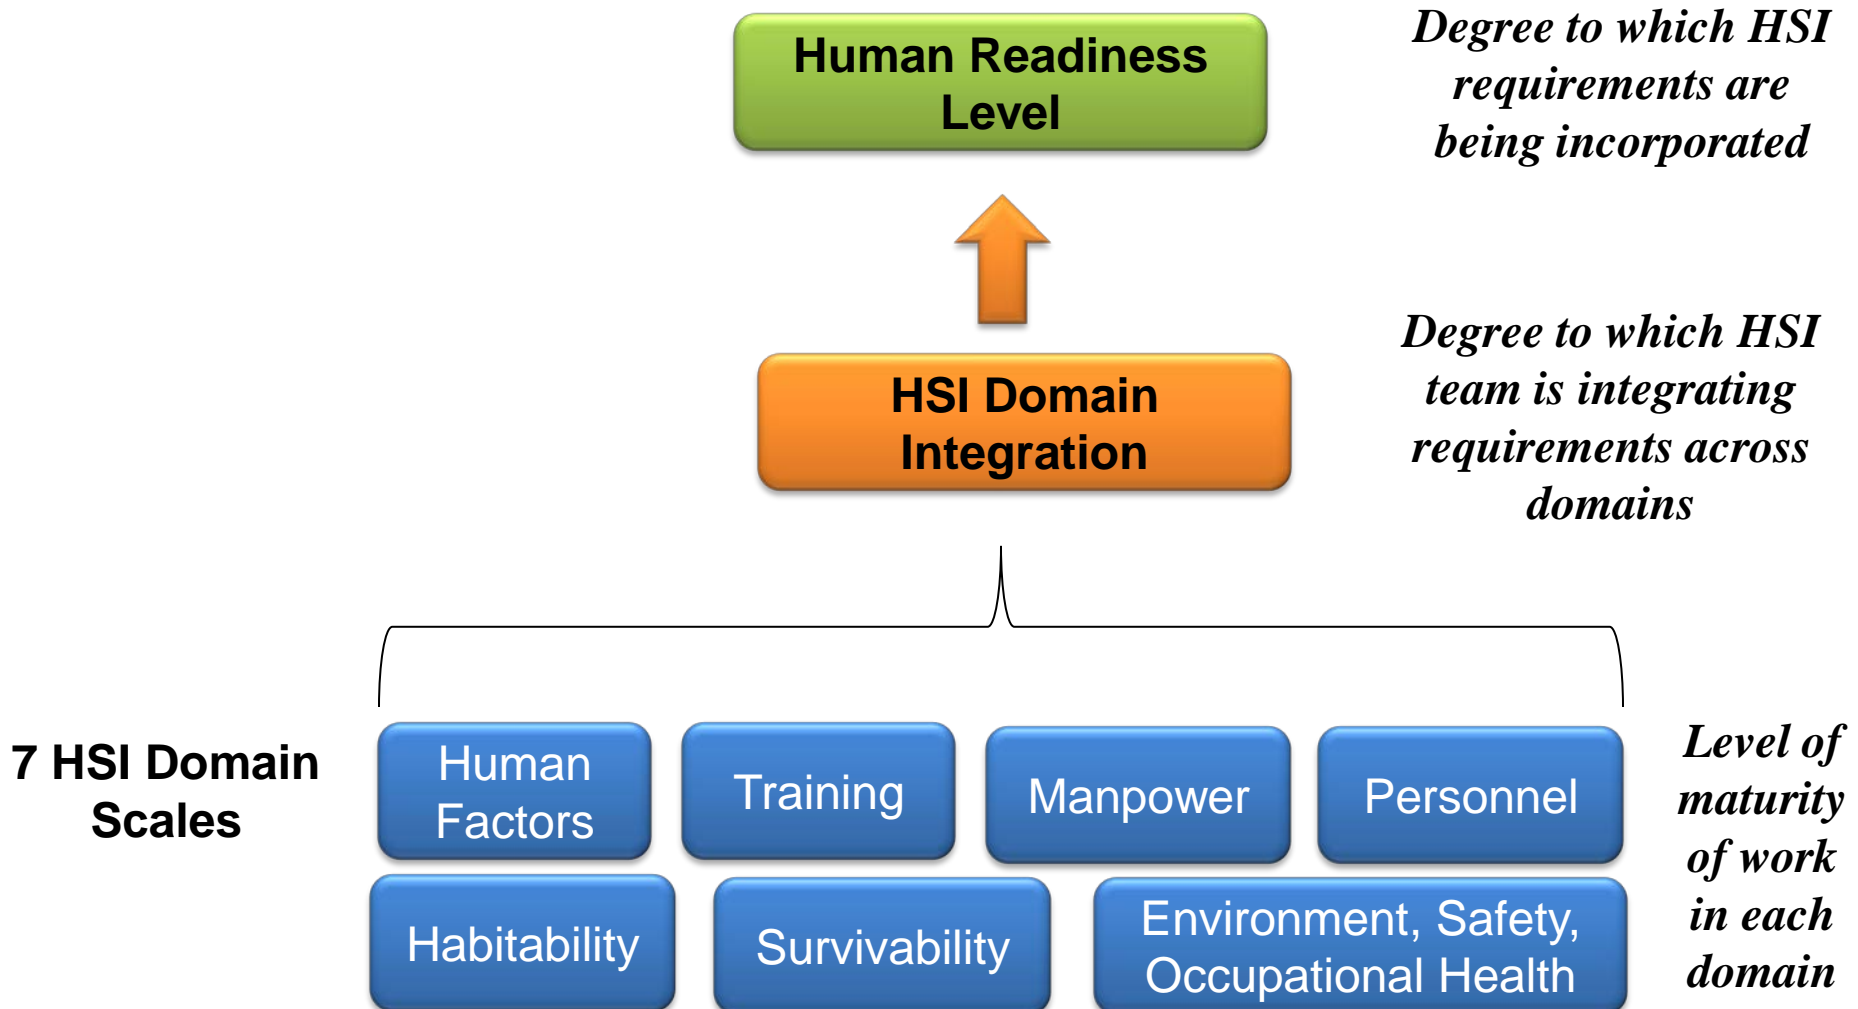 Human Readiness
Level
Degree to which HSI
requirements are
being incorporated
HSI Domain
Integration
Degree to which HSI
team is integrating
requirements across
domains
7 HSI Domain
Scales
Human
Factors
Training
Manpower
Personnel
Habitability
Survivability
Environment, Safety,
Occupational Health
Level of
maturity
of work
in each
domain